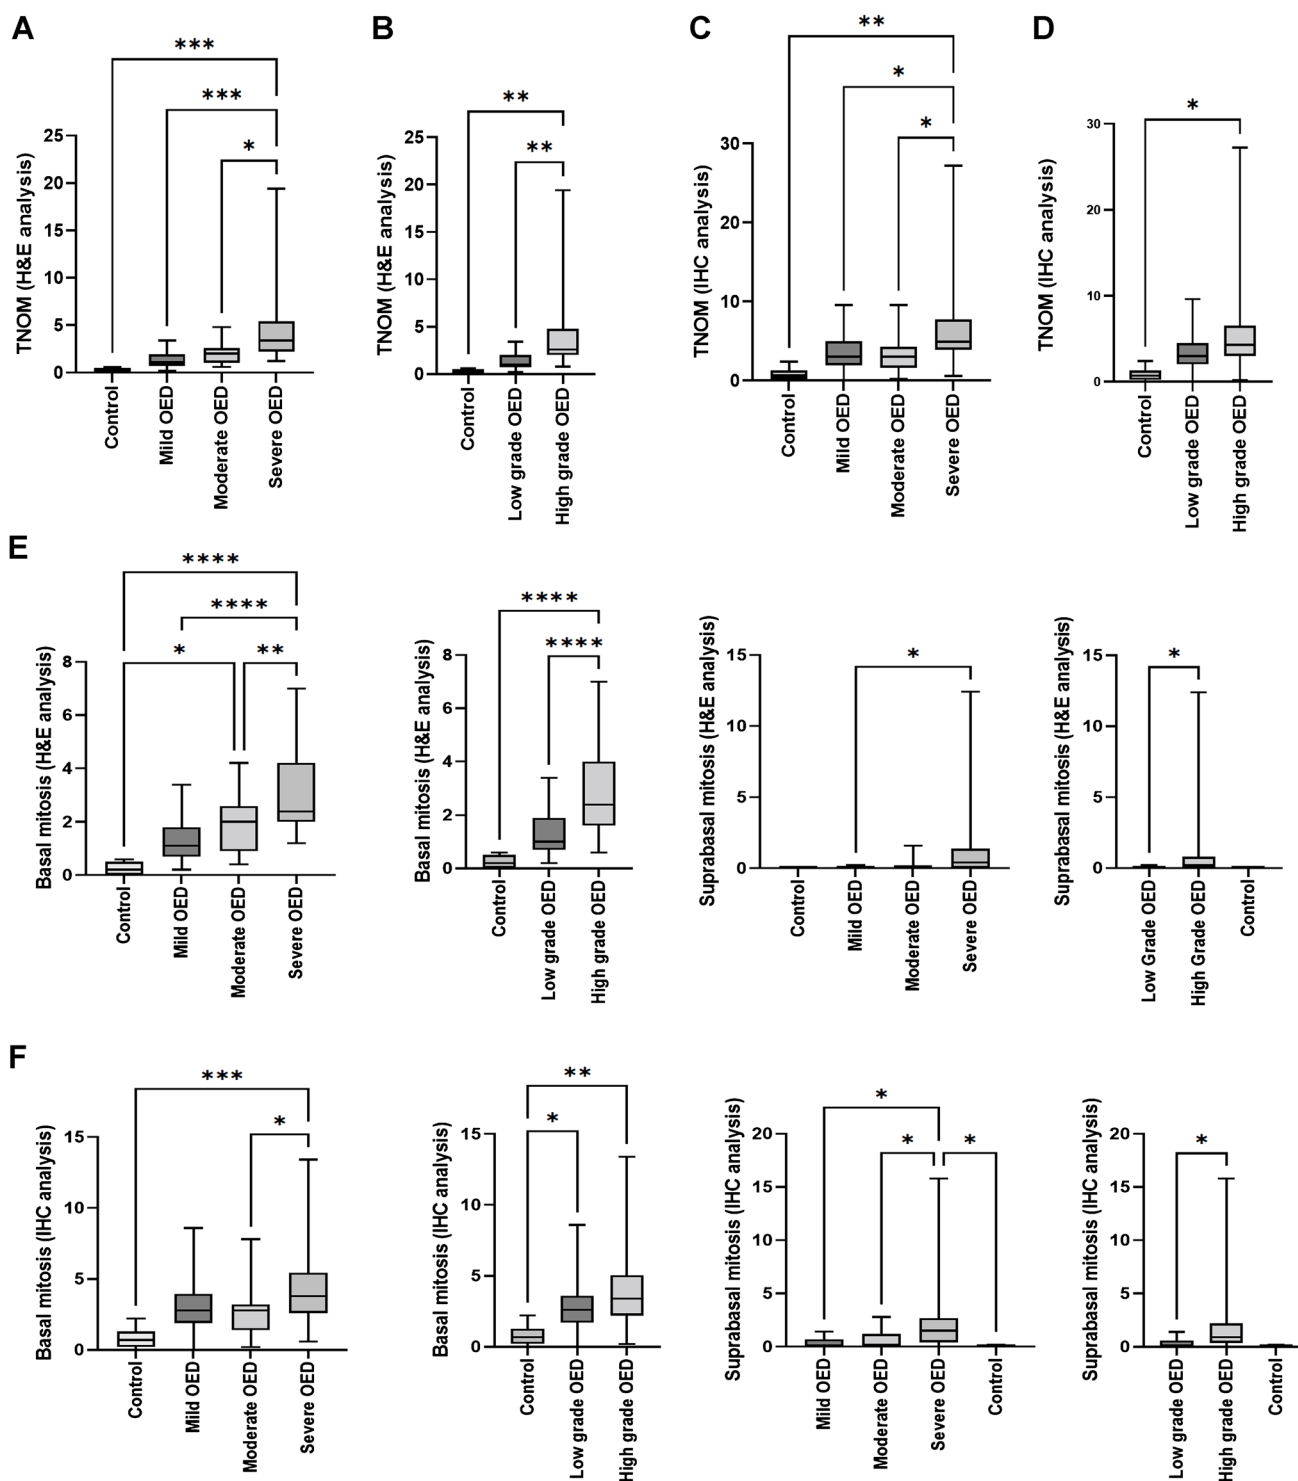 A
B
C
D
***
***
*
25
20
15
10
5
0
TNOM (H&E analysis)
Control
Mild OED
Moderate OED
Severe OED
**
**
25
20
15
10
5
0
TNOM (H&E analysis)
Control
Low grade OED
High grade OED
**
*
*
30
20
10
0
TNOM (IHC analysis)
Control
Mild OED
Moderate OED
Severe OED
*
30
20
10
0
TNOM (IHC analysis)
Control
Low grade OED
High grade OED
E
****
****
*
**
8
6
4
2
0
Basal mitosis (H&E analysis)
Control
Mild OED
Moderate OED
Severe OED
****
****
8
6
4
2
0
Basal mitosis (H&E analysis)
Control
Low grade OED
High grade OED
*
15
10
5
0
Suprabasal mitosis (H&E analysis)
Control
Mild OED
Moderate OED
Severe OED
*
15
10
5
0
Suprabasal mitosis (H&E analysis)
Low Grade OED
High Grade OED
Control
F
***
*
15
10
5
0
Basal mitosis (IHC analysis)
Control
Mild OED
Moderate OED
Severe OED
**
*
15
10
5
0
Basal mitosis (IHC analysis)
Control
Low grade OED
High grade OED
*
*
*
20
15
10
5
0
Suprabasal mitosis (IHC analysis)
Mild OED
Moderate OED
Severe OED
Control
*
20
15
10
5
0
Suprabasal mitosis (IHC analysis)
Low grade OED
High grade OED
Control